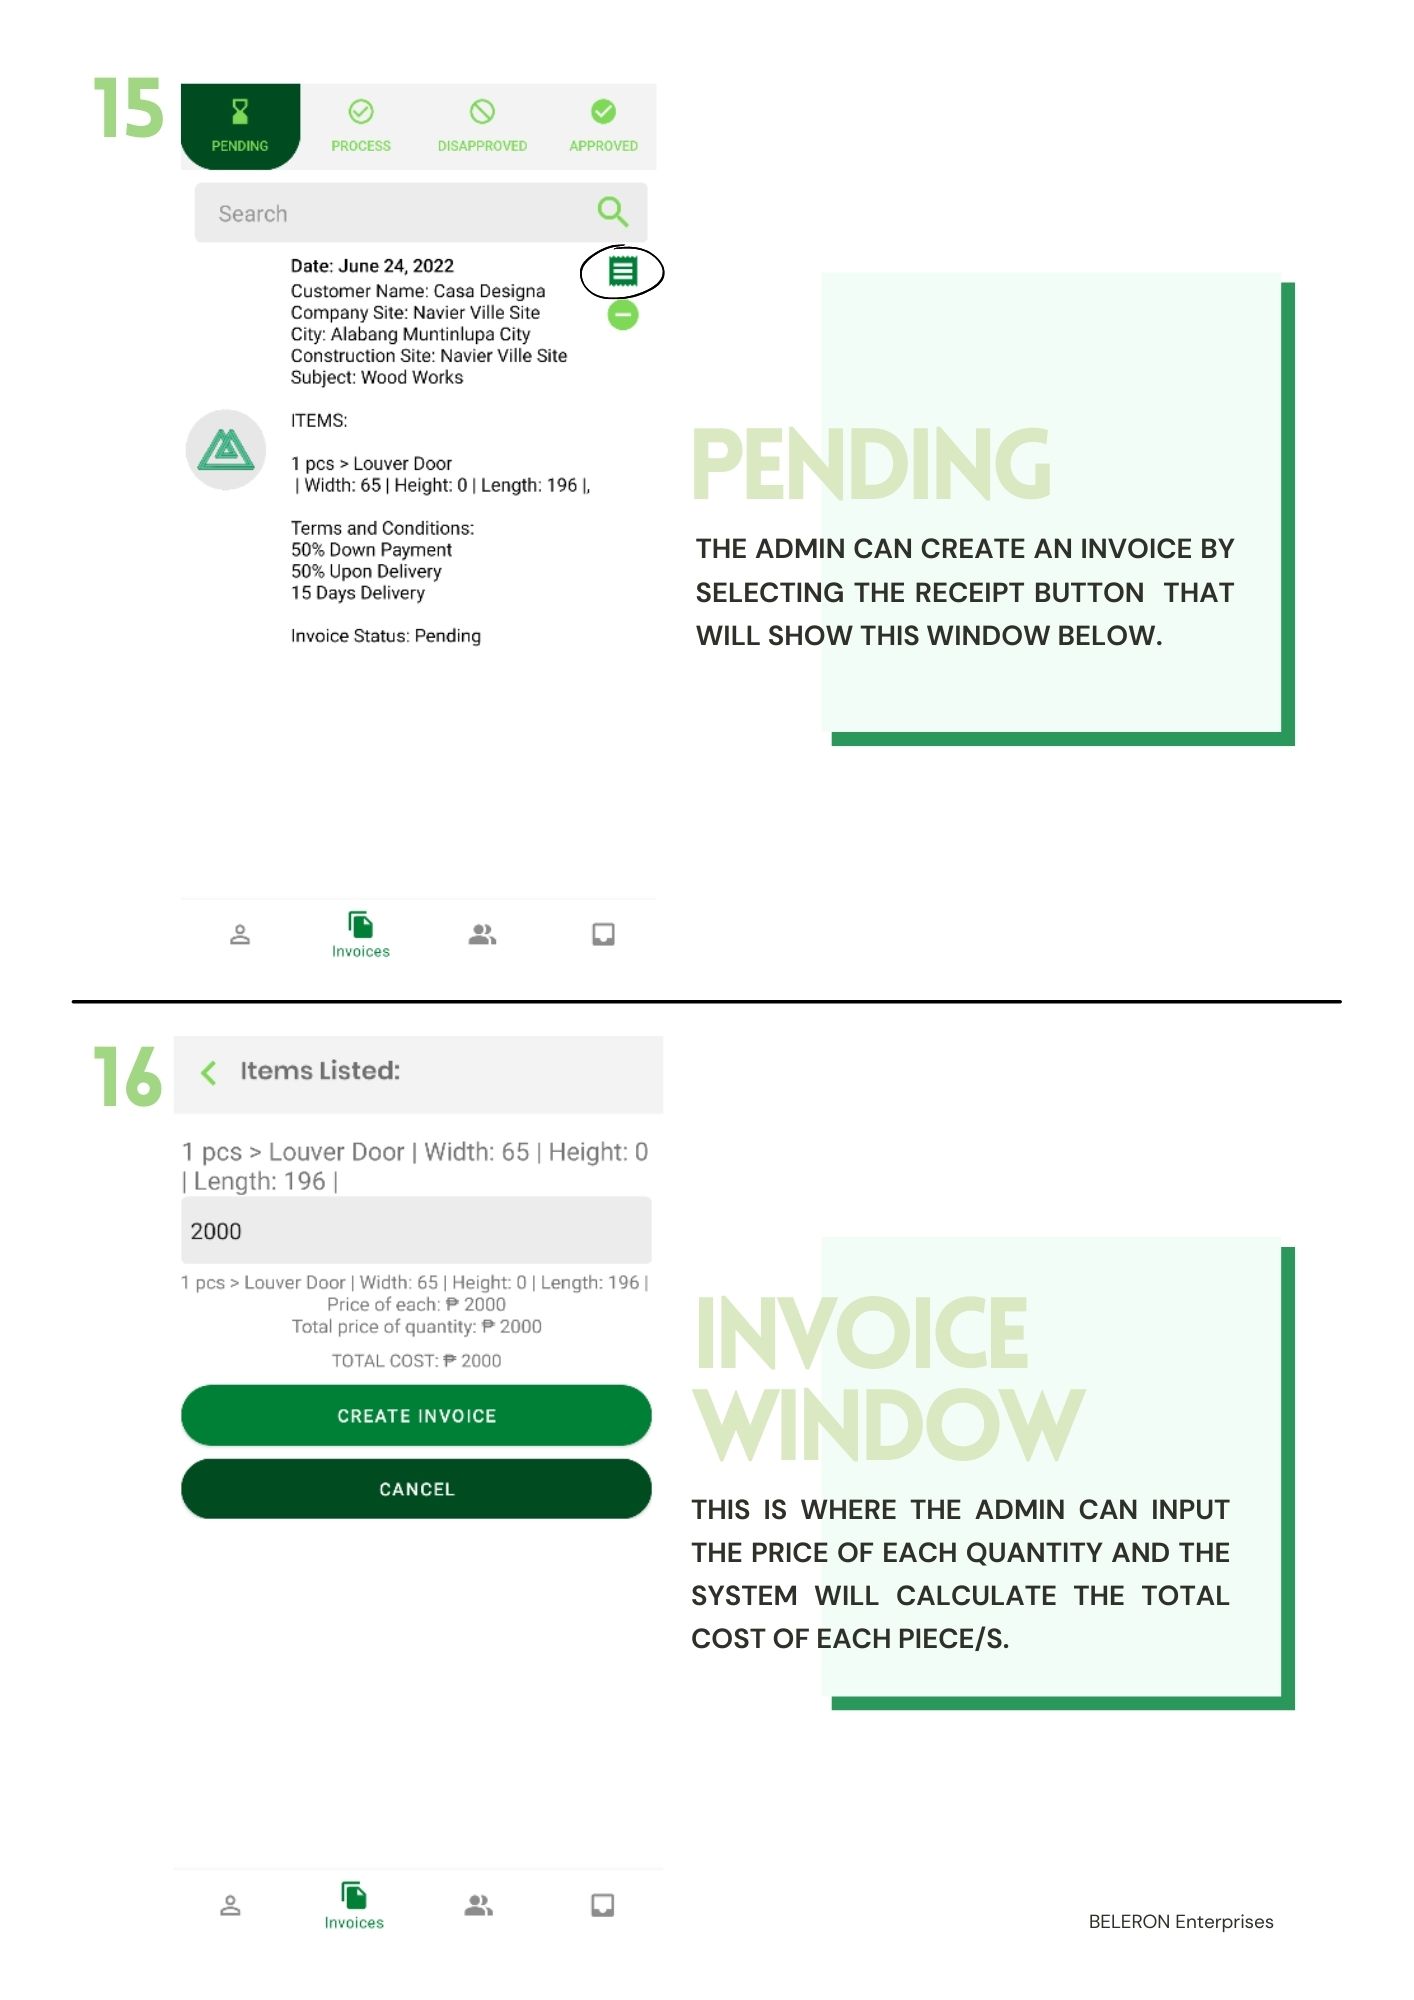 15
PENDING
PROCESS
DISAPPROVED
APPROVED
Search
Date: June 24, 2022
Customer Name: Casa Designa
Company Site: Navier Ville Site
City: Alabang Muntinlupa City
Construction Site: Navier Ville Site
Subject: Wood Works
ITEMS:
1 pcs > Louver Door
| Width: 65 | Height: 0 | Length: 196 |,
Terms and Conditions:
50% Down Payment
50% Upon Delivery
15 Days Delivery
Invoice Status: Pending
Invoices
PENDING
THE ADMIN CAN CREATE AN INVOICE BY
SELECTING THE RECEIPT BUTTON THAT
WILL SHOW THIS WINDOW BELOW.
16
Items Listed:
1 pcs > Louver Door | Width: 65 | Height: 0
| Length: 196 |
2000
1 pcs > Louver Door | Width: 65 | Height: 0 | Length: 196 |
Price of each: ₱ 2000
Total price of quantity: ₱ 2000
TOTAL COST: ₱ 2000
CREATE INVOICE
CANCEL
Invoices
INVOICE
WINDOW
THIS IS WHERE THE ADMIN CAN INPUT
THE PRICE OF EACH QUANTITY AND THE
SYSTEM WILL CALCULATE THE TOTAL
COST OF EACH PIECE/S.
BELERON Enterprises